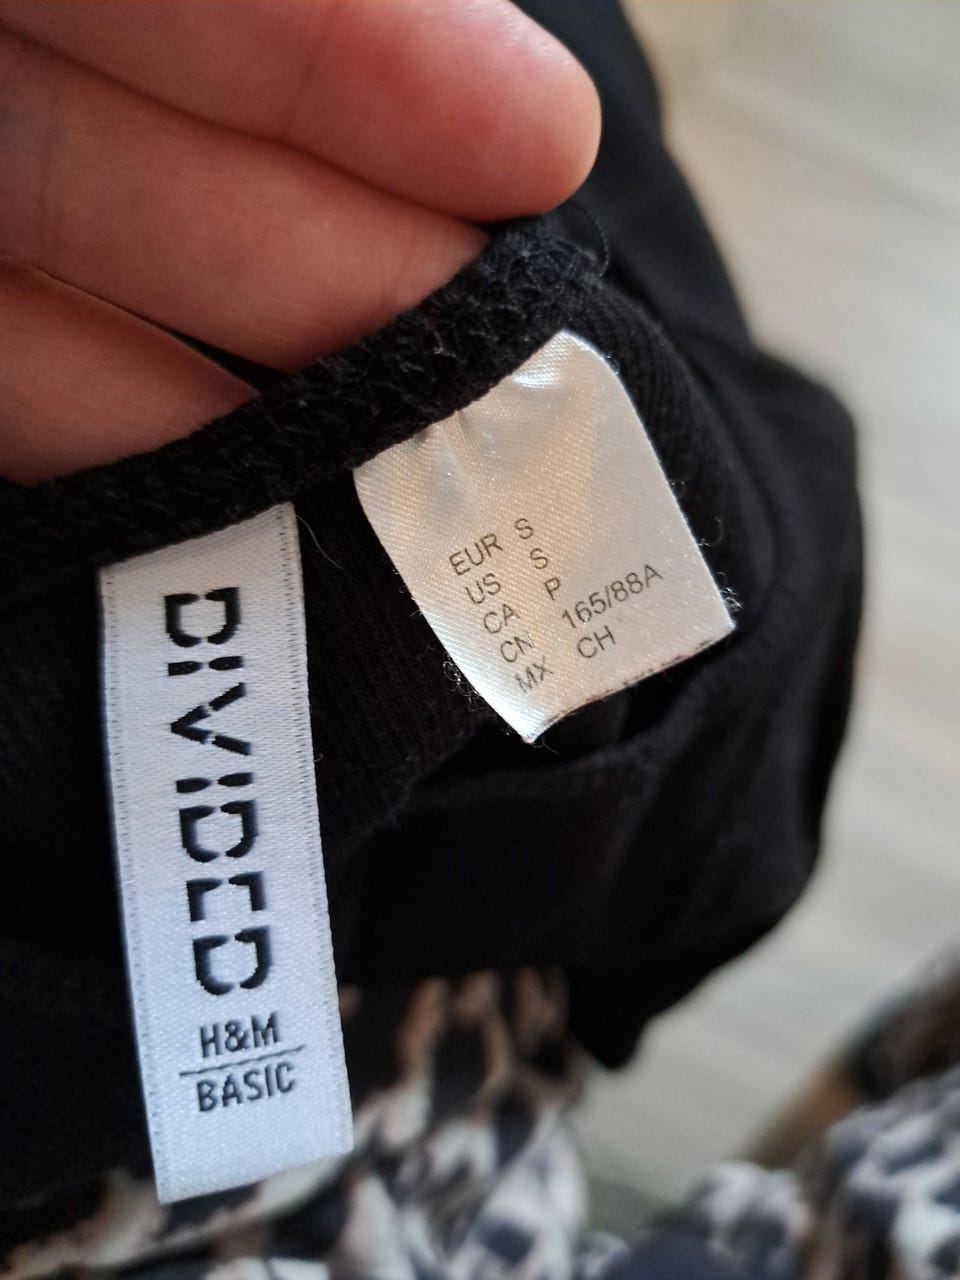 DIVIDED
H&M
BASIC
EUR S
US S
CA P
CN 165/88A
MX CH